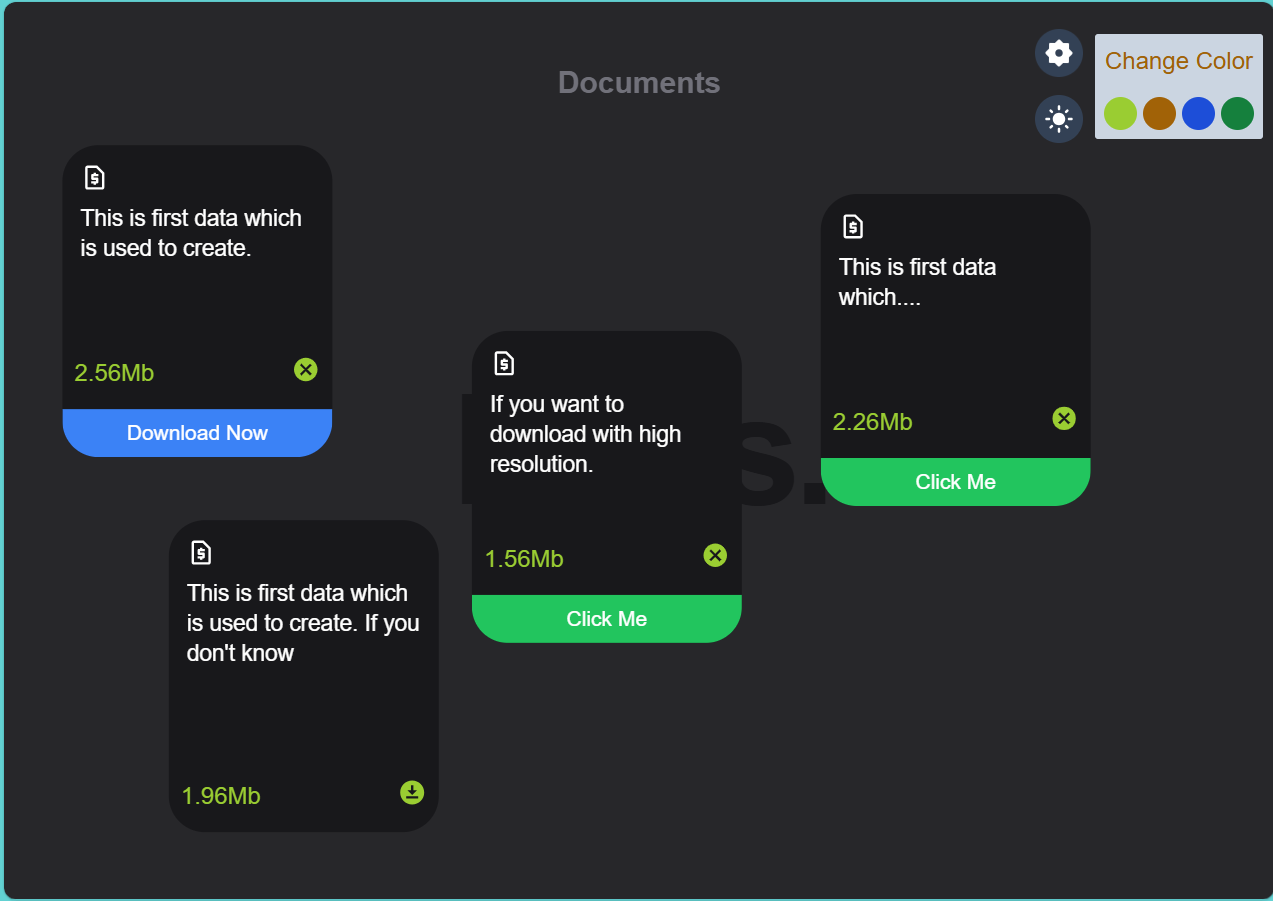 Documents
Change Color
This is first data which
is used to create.
2.56Mb
Download Now
This is first data
which....
2.26Mb
Click Me
If you want to
download with high
resolution.
1.56Mb
Click Me
This is first data which
is used to create. If you
don't know
1.96Mb